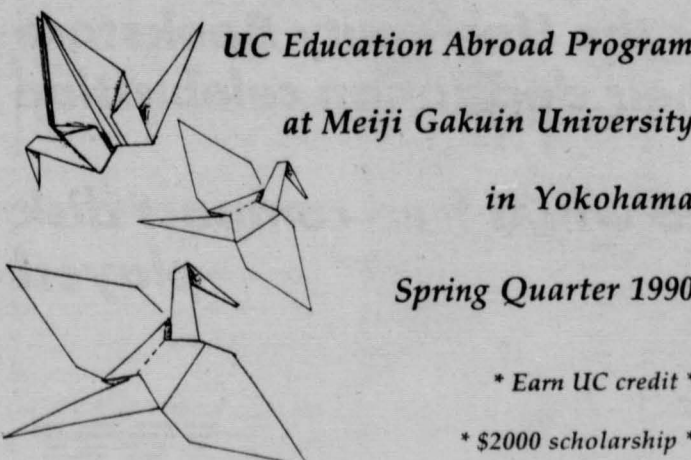 UC Education Abroad Program
at Meiji Gakuin University
in Yokohama
Spring Quarter 1990
* Earn UC credit *
* $2000 scholarship *